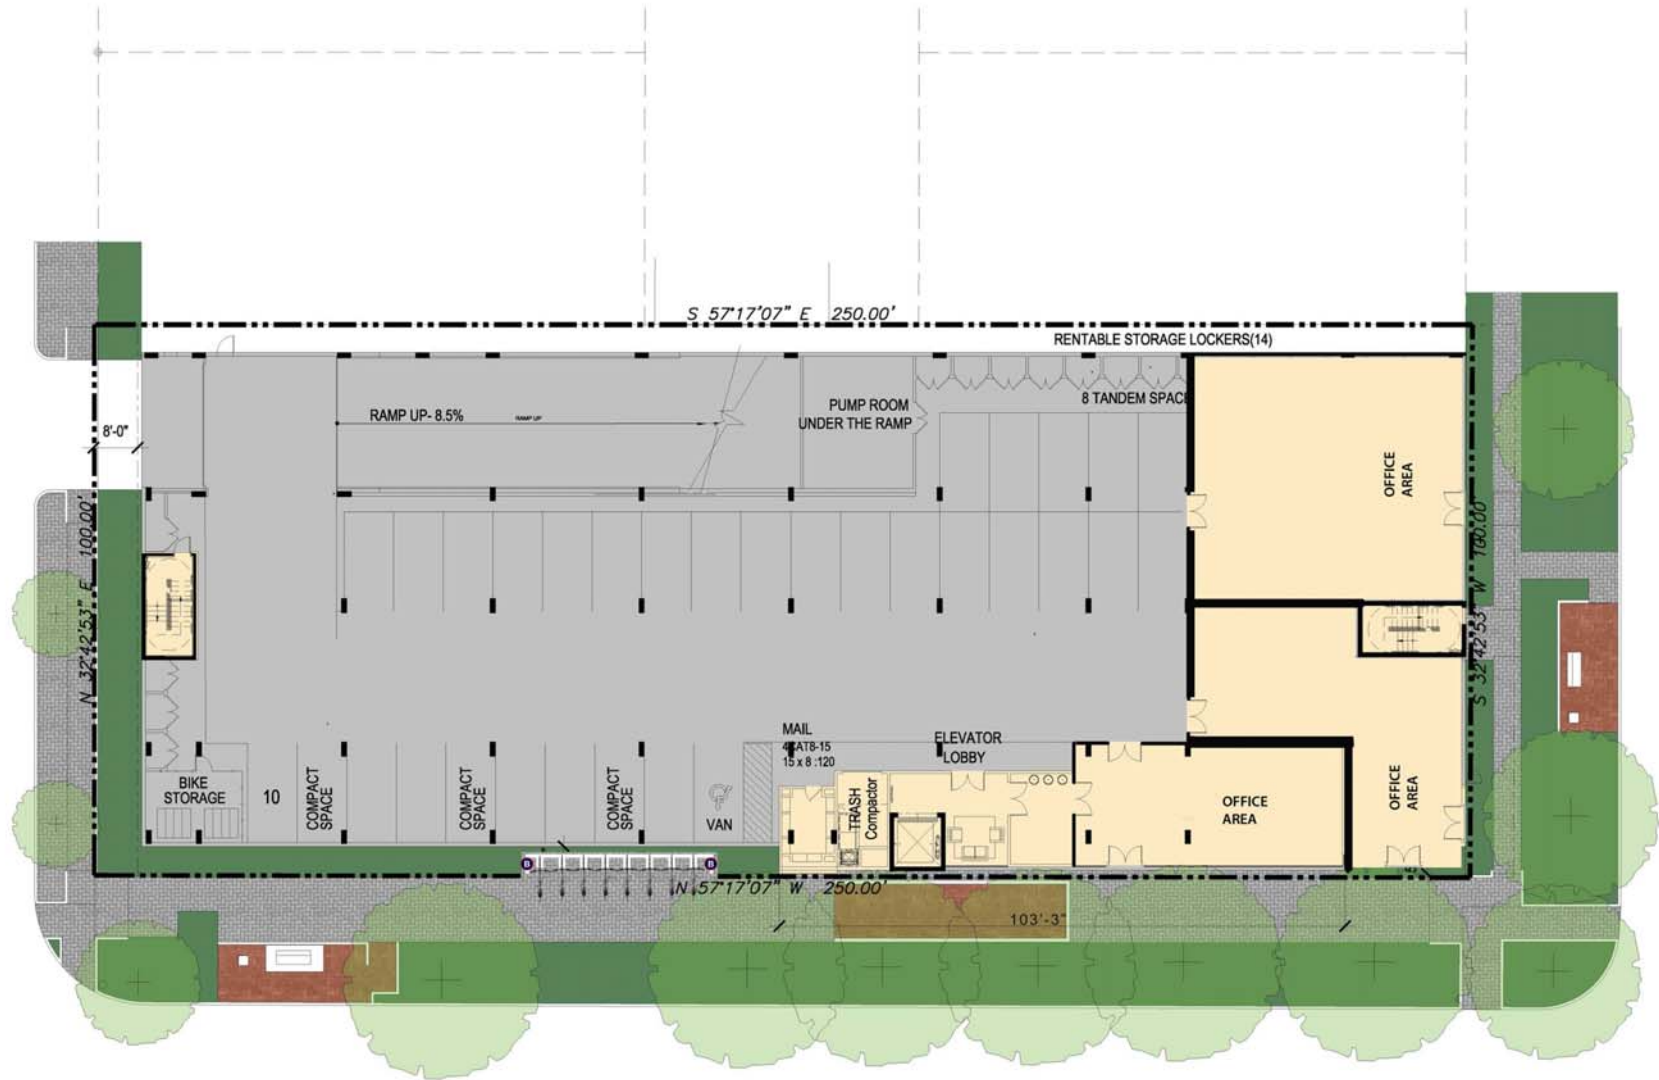 S 57°17'07" E 250.00'
RENTABLE STORAGE LOCKERS(14)
8 TANDEM SPAC
RAMP UP- 8.5%
RAMP UP
PUMP ROOM
UNDER THE RAMP
8'-0"
OFFICE
AREA
N 32°42'53" E 100.00'
S 32°42'53" W 100.00'
MAIL
15 x 8 :120
ELEVATOR
LOBBY
BIKE
STORAGE
10
COMPACT
SPACE
COMPACT
SPACE
COMPACT
SPACE
VAN
TRASH
Compactor
OFFICE
AREA
OFFICE
AREA
B
B
N 57°17'07" W 250.00'
103'-3"